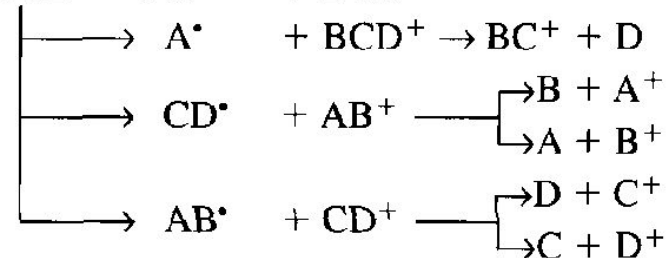 A• + BCD⁺ → BC⁺ + D
→ B + A⁺
CD• + AB⁺
→ A + B⁺
→ D + C⁺
AB• + CD⁺
→ C + D⁺